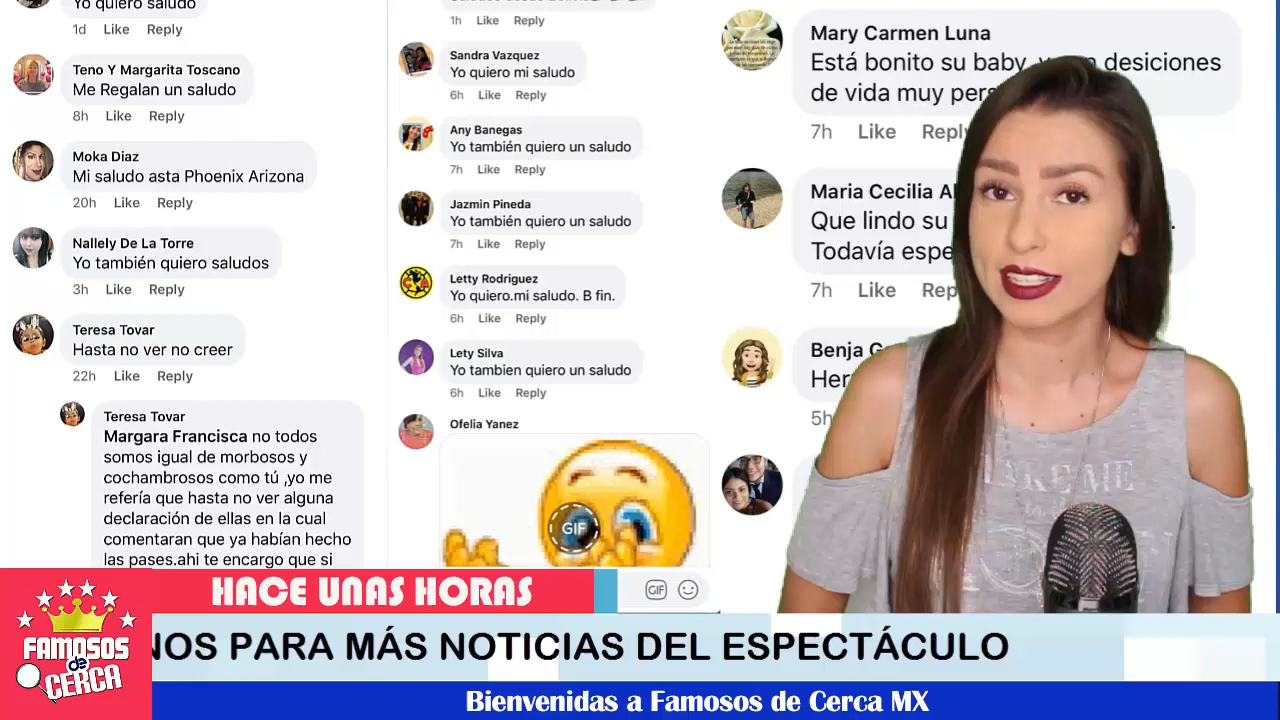 Yo quiero saludo
1d Like Reply
Teno Y Margarita Toscano
Me Regalan un saludo
8h Like Reply
Moka Diaz
Mi saludo asta Phoenix Arizona
20h Like Reply
Nallely De La Torre
Yo también quiero saludos
3h Like Reply
Teresa Tovar
Hasta no ver no creer
22h Like Reply
Teresa Tovar
Margara Francisca no todos
somos igual de morbosos y
cochambrosos como tú ,yo me
refería que hasta no ver alguna
declaración de ellas en la cual
comentaran que ya habían hecho
las pases.ahi te encargo que si
1h Like Reply
Sandra Vazquez
Yo quiero mi saludo
6h Like Reply
Any Banegas
Yo también quiero un saludo
7h Like Reply
Jazmin Pineda
Yo también quiero un saludo
7h Like Reply
Letty Rodriguez
Yo quiero.mi saludo. B fin.
6h Like Reply
Lety Silva
Yo tambien quiero un saludo
6h Like Reply
Ofelia Yanez
GIF
GIF
Mary Carmen Luna
Está bonito su baby, desiciones
de vida muy
7h Like Reply
Maria Cecilia
Que lindo su
Todavía
7h Like
Benja
5h
ME
HACE UNAS HORAS
NOS PARA MÁS NOTICIAS DEL ESPECTÁCULO
FAMOSOS
de
CERCA
Bienvenidas a Famosos de Cerca MX